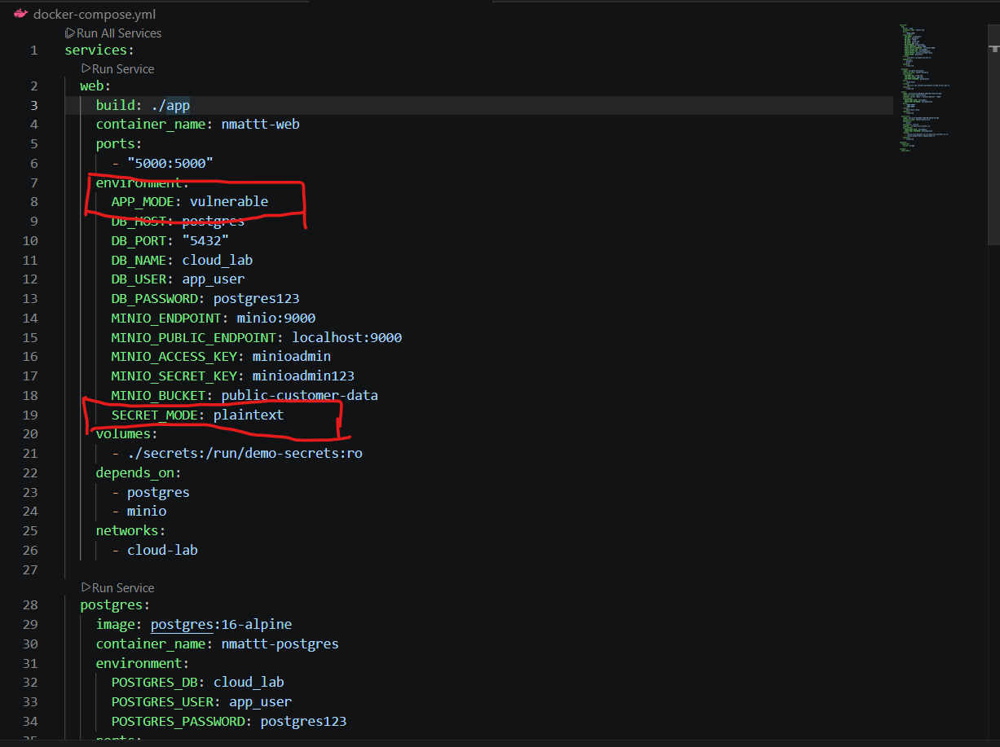 docker-compose.yml
Run All Services
1 services:
Run Service
2 web:
3 build: ./app
4 container_name: nmattt-web
5 ports:
6 - "5000:5000"
7 environment:
8 APP_MODE: vulnerable
9 DB_HOST: postgres
10 DB_PORT: "5432"
11 DB_NAME: cloud_lab
12 DB_USER: app_user
13 DB_PASSWORD: postgres123
14 MINIO_ENDPOINT: minio:9000
15 MINIO_PUBLIC_ENDPOINT: localhost:9000
16 MINIO_ACCESS_KEY: minioadmin
17 MINIO_SECRET_KEY: minioadmin123
18 MINIO_BUCKET: public-customer-data
19 SECRET_MODE: plaintext
20 volumes:
21 - ./secrets:/run/demo-secrets:ro
22 depends_on:
23 - postgres
24 - minio
25 networks:
26 - cloud-lab
27
Run Service
28 postgres:
29 image: postgres:16-alpine
30 container_name: nmattt-postgres
31 environment:
32 POSTGRES_DB: cloud_lab
33 POSTGRES_USER: app_user
34 POSTGRES_PASSWORD: postgres123
35 ports: